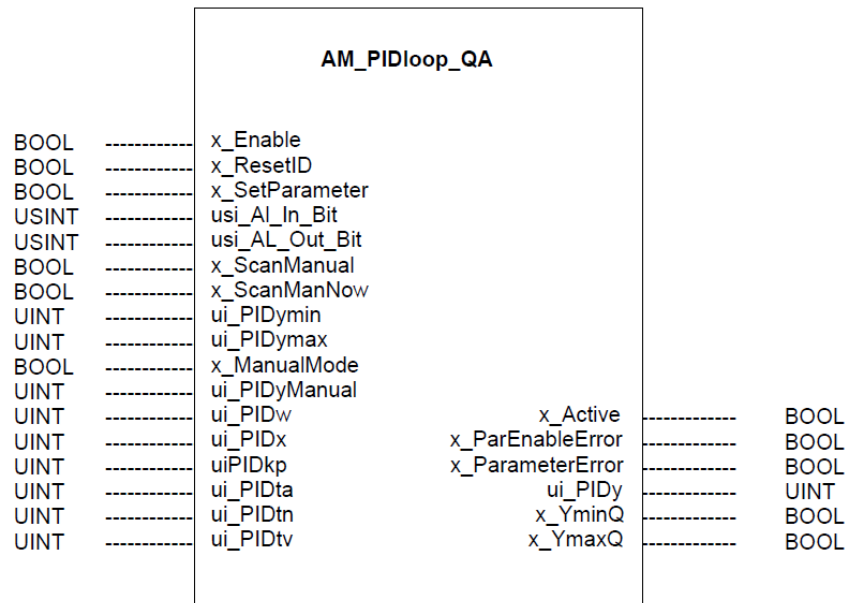 AM_PIDloop_QA
BOOL ------------ x_Enable
BOOL ------------ x_ResetID
BOOL ------------ x_SetParameter
USINT ------------ usi_AI_In_Bit
USINT ------------ usi_AL_Out_Bit
BOOL ------------ x_ScanManual
BOOL ------------ x_ScanManNow
UINT ------------ ui_PIDymin
UINT ------------ ui_PIDymax
BOOL ------------ x_ManualMode
UINT ------------ ui_PIDyManual
UINT ------------ ui_PIDw x_Active ------------- BOOL
UINT ------------ ui_PIDx x_ParEnableError ------------- BOOL
UINT ------------ uiPIDkp x_ParameterError ------------- BOOL
UINT ------------ ui_PIDta ui_PIDy ------------- UINT
UINT ------------ ui_PIDtn x_YminQ ------------- BOOL
UINT ------------ ui_PIDtv x_YmaxQ ------------- BOOL